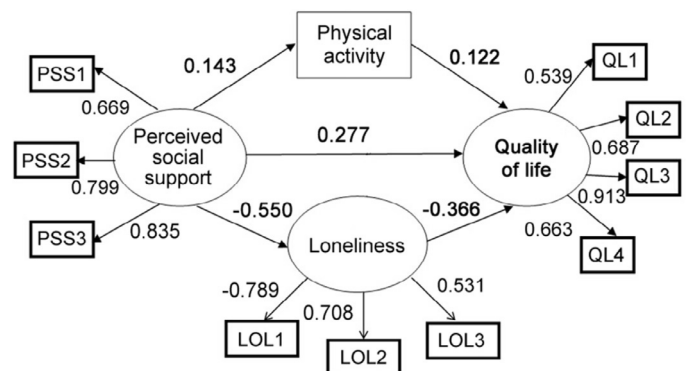 Physical
activity
0.143
0.122
PSS1
0.669
QL1
0.539
Perceived
social
support
0.277
Quality
of life
QL2
0.687
PSS2
0.799
QL3
0.913
PSS3
0.835
-0.550
-0.366
0.663
QL4
Loneliness
-0.789
0.708
0.531
LOL1
LOL2
LOL3